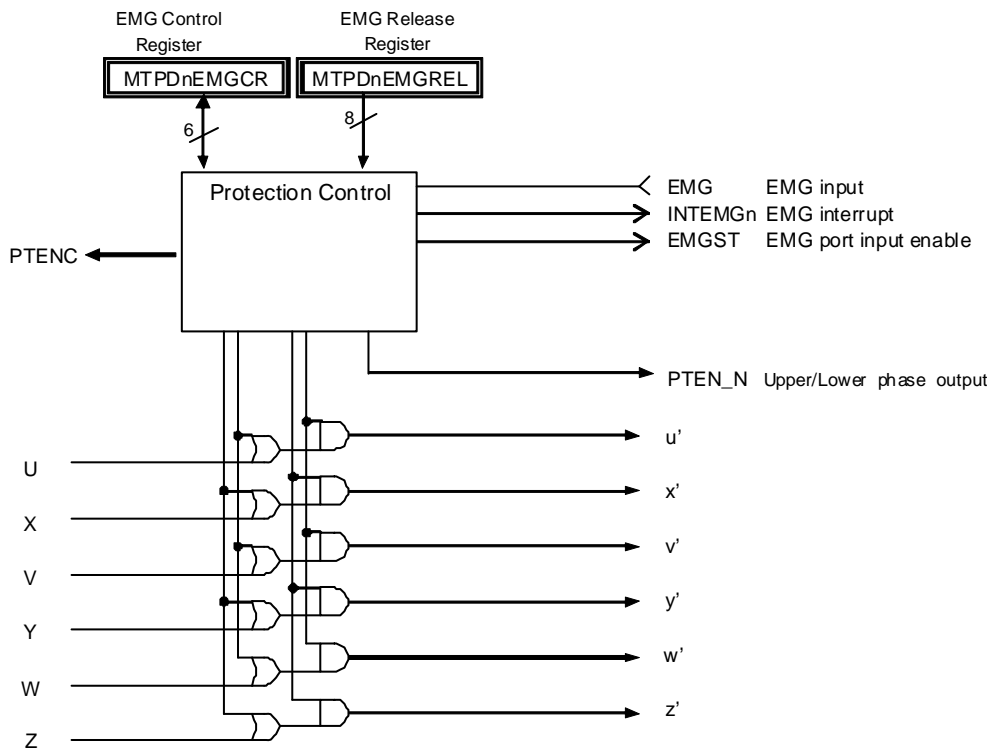 EMG Control
Register
EMG Release
Register
MTPDnEMGCR
MTPDnEMGREL
6
8
Protection Control
EMG EMG input
INTEMGn EMG interrupt
EMGST EMG port input enable
PTENC
PTEN_N Upper/Lower phase output
U
u'
X
x'
V
v'
Y
y'
W
w'
Z
z'